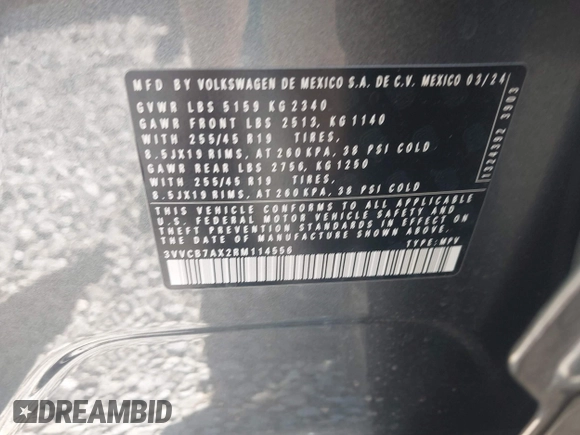 MFD BY VOLKSWAGEN DE MEXICO S.A. DE C.V. MEXICO 03/24
GVWR LBS 5159 KG 2340
GAWR FRONT LBS 2513, KG 1140
WITH 255/45 R19 TIRES,
8.5JX19 RIMS, AT 260 KPA, 38 PSI COLD
GAWR REAR LBS 2756, KG 1250
WITH 255/45 R19 TIRES,
8.5JX19 RIMS, AT 260 KPA, 38 PSI COLD
THIS VEHICLE CONFORMS TO ALL APPLICABLE
U.S. FEDERAL MOTOR VEHICLE SAFETY AND
THEFT PREVENTION STANDARDS IN EFFECT ON
THE DATE OF MANUFACTURE SHOWN ABOVE.
3VVCB7AX2RM114556 TYPE: MPV
DREAMBID